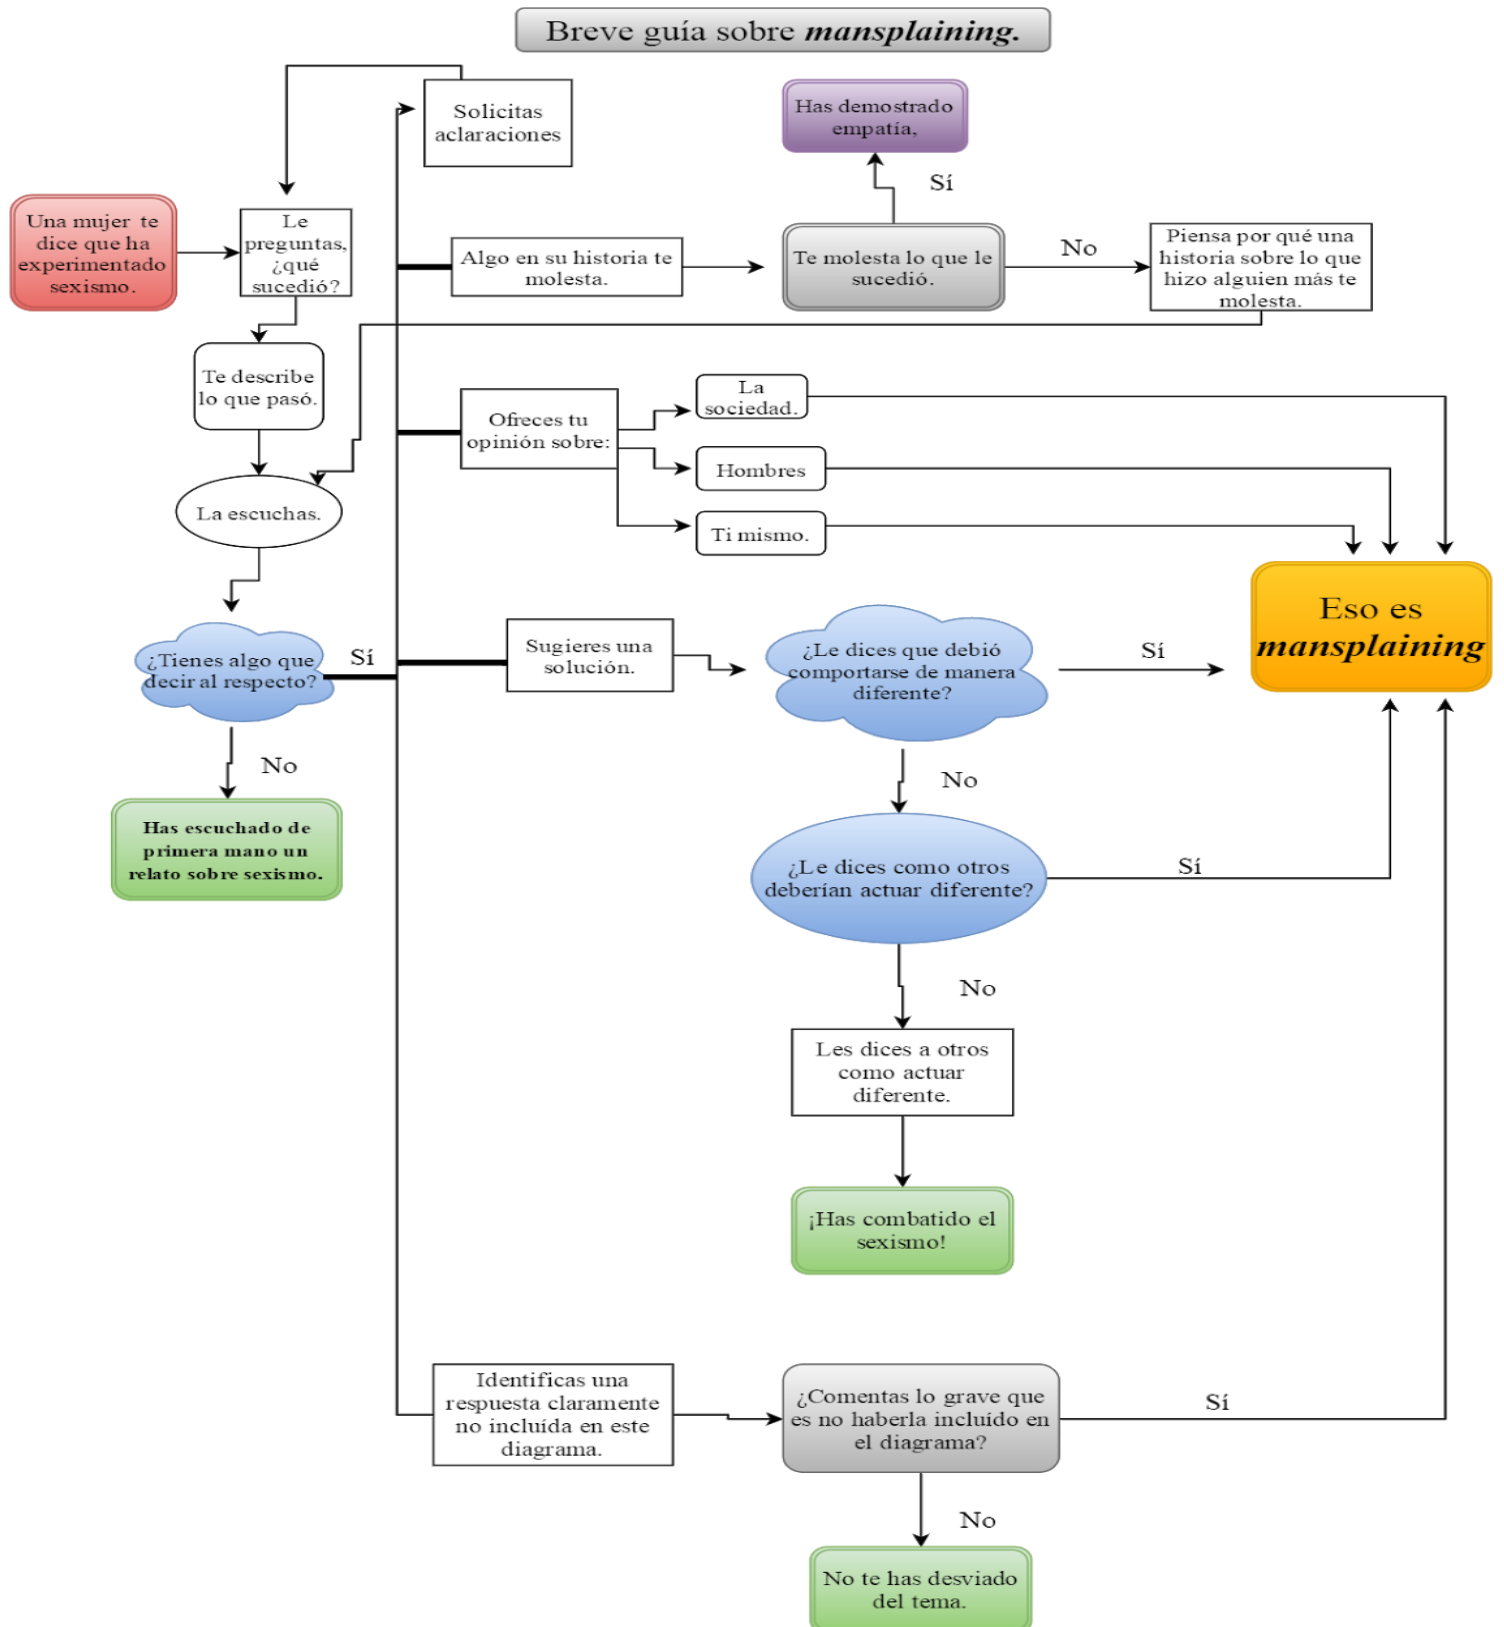 Breve guía sobre mansplaining.
Solicitas
aclaraciones
Has demostrado
empatía,
Sí
Una mujer te
dice que ha
experimentado
sexismo.
Le
preguntas,
¿qué
sucedió?
Algo en su historia te
molesta.
Te molesta lo que le
sucedió.
No
Piensa por qué una
historia sobre lo que
hizo alguien más te
molesta.
Te describe
lo que pasó.
Ofreces tu
opinión sobre:
La
sociedad.
Hombres
Ti mismo.
La escuchas.
Eso es
mansplaining
¿Tienes algo que
decir al respecto?
Sí
Sugieres una
solución.
¿Le dices que debió
comportarse de manera
diferente?
Sí
No
No
Has escuchado de
primera mano un
relato sobre sexismo.
¿Le dices como otros
deberían actuar diferente?
Sí
No
Les dices a otros
como actuar
diferente.
¡Has combatido el
sexismo!
Identificas una
respuesta claramente
no incluída en este
diagrama.
¿Comentas lo grave que
es no haberla incluído en
el diagrama?
Sí
No
No te has desviado
del tema.